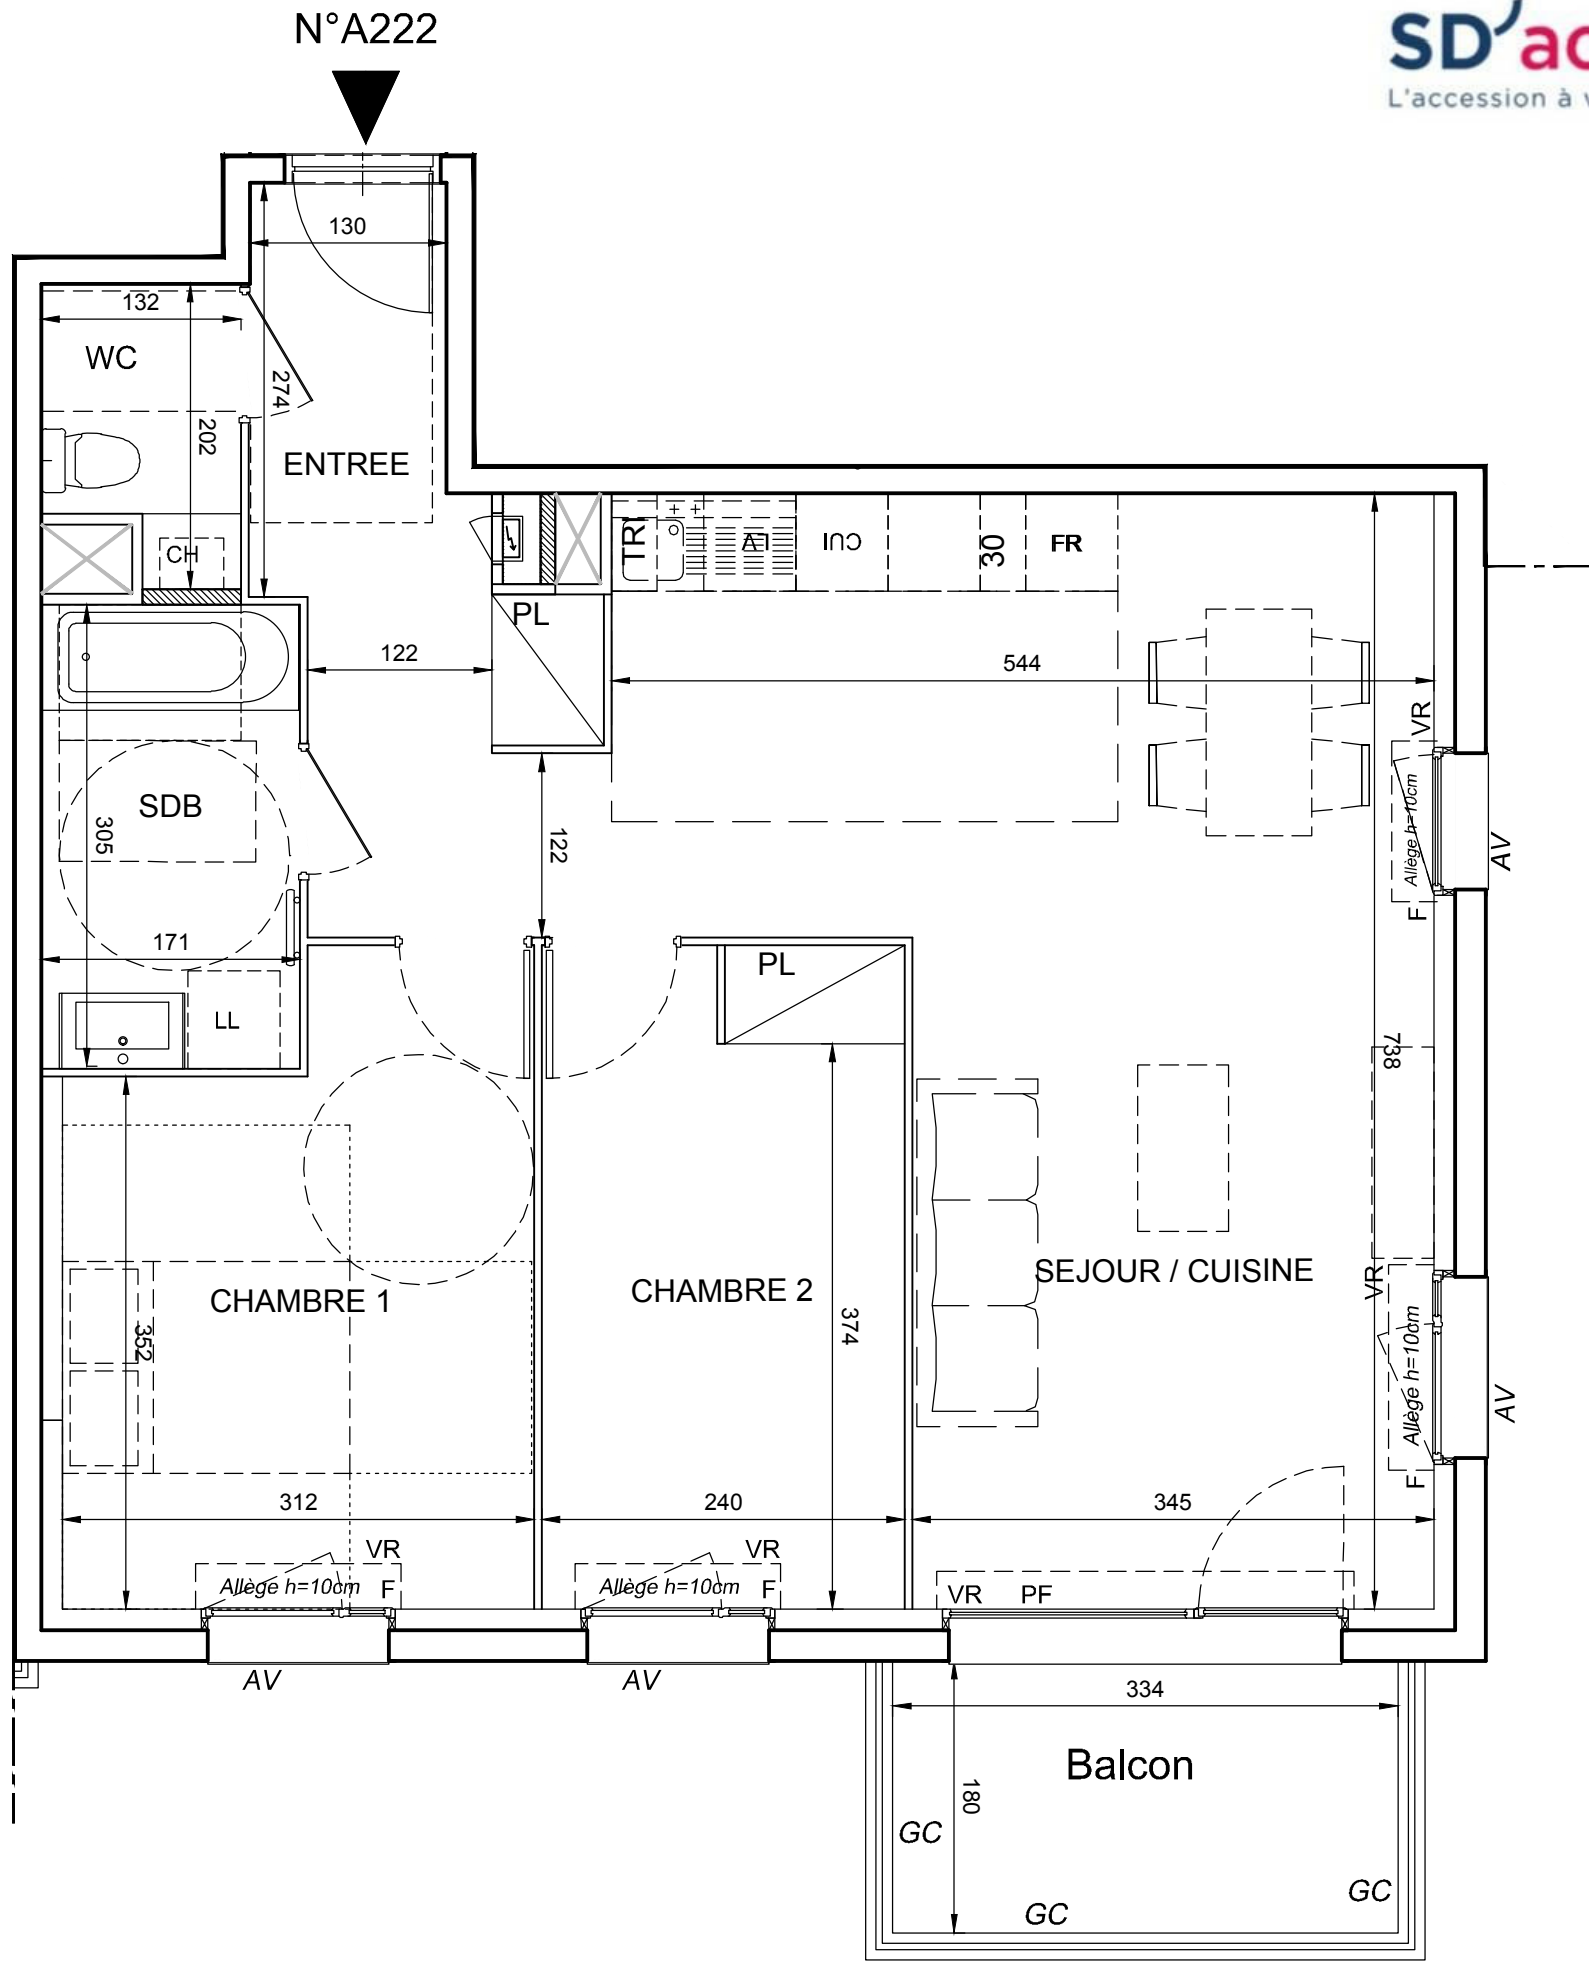 N°A222
SD'ac
L'accession à v
130
132
WC
274
202
ENTREE
CH
TRI
LV
CUI
30
FR
PL
122
544
VR
Allège h=10cm
F
AV
SDB
305
122
171
PL
LL
738
SEJOUR / CUISINE
CHAMBRE 1
CHAMBRE 2
352
374
VR
Allège h=10cm
F
AV
312
240
345
VR
Allège h=10cm
F
VR
Allège h=10cm
F
VR
PF
AV
AV
334
Balcon
180
GC
GC
GC